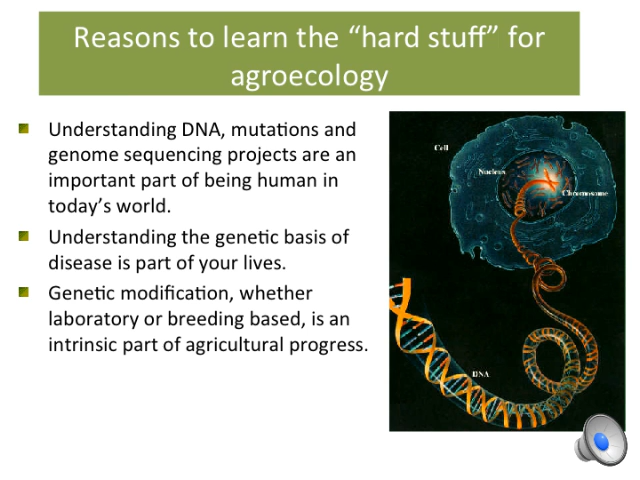 Reasons to learn the “hard stuff” for
agroecology
Understanding DNA, mutations and
genome sequencing projects are an
important part of being human in
today’s world.
Understanding the genetic basis of
disease is part of your lives.
Genetic modification, whether
laboratory or breeding based, is an
intrinsic part of agricultural progress.
Cell
Nucleus
Chromosome
DNA